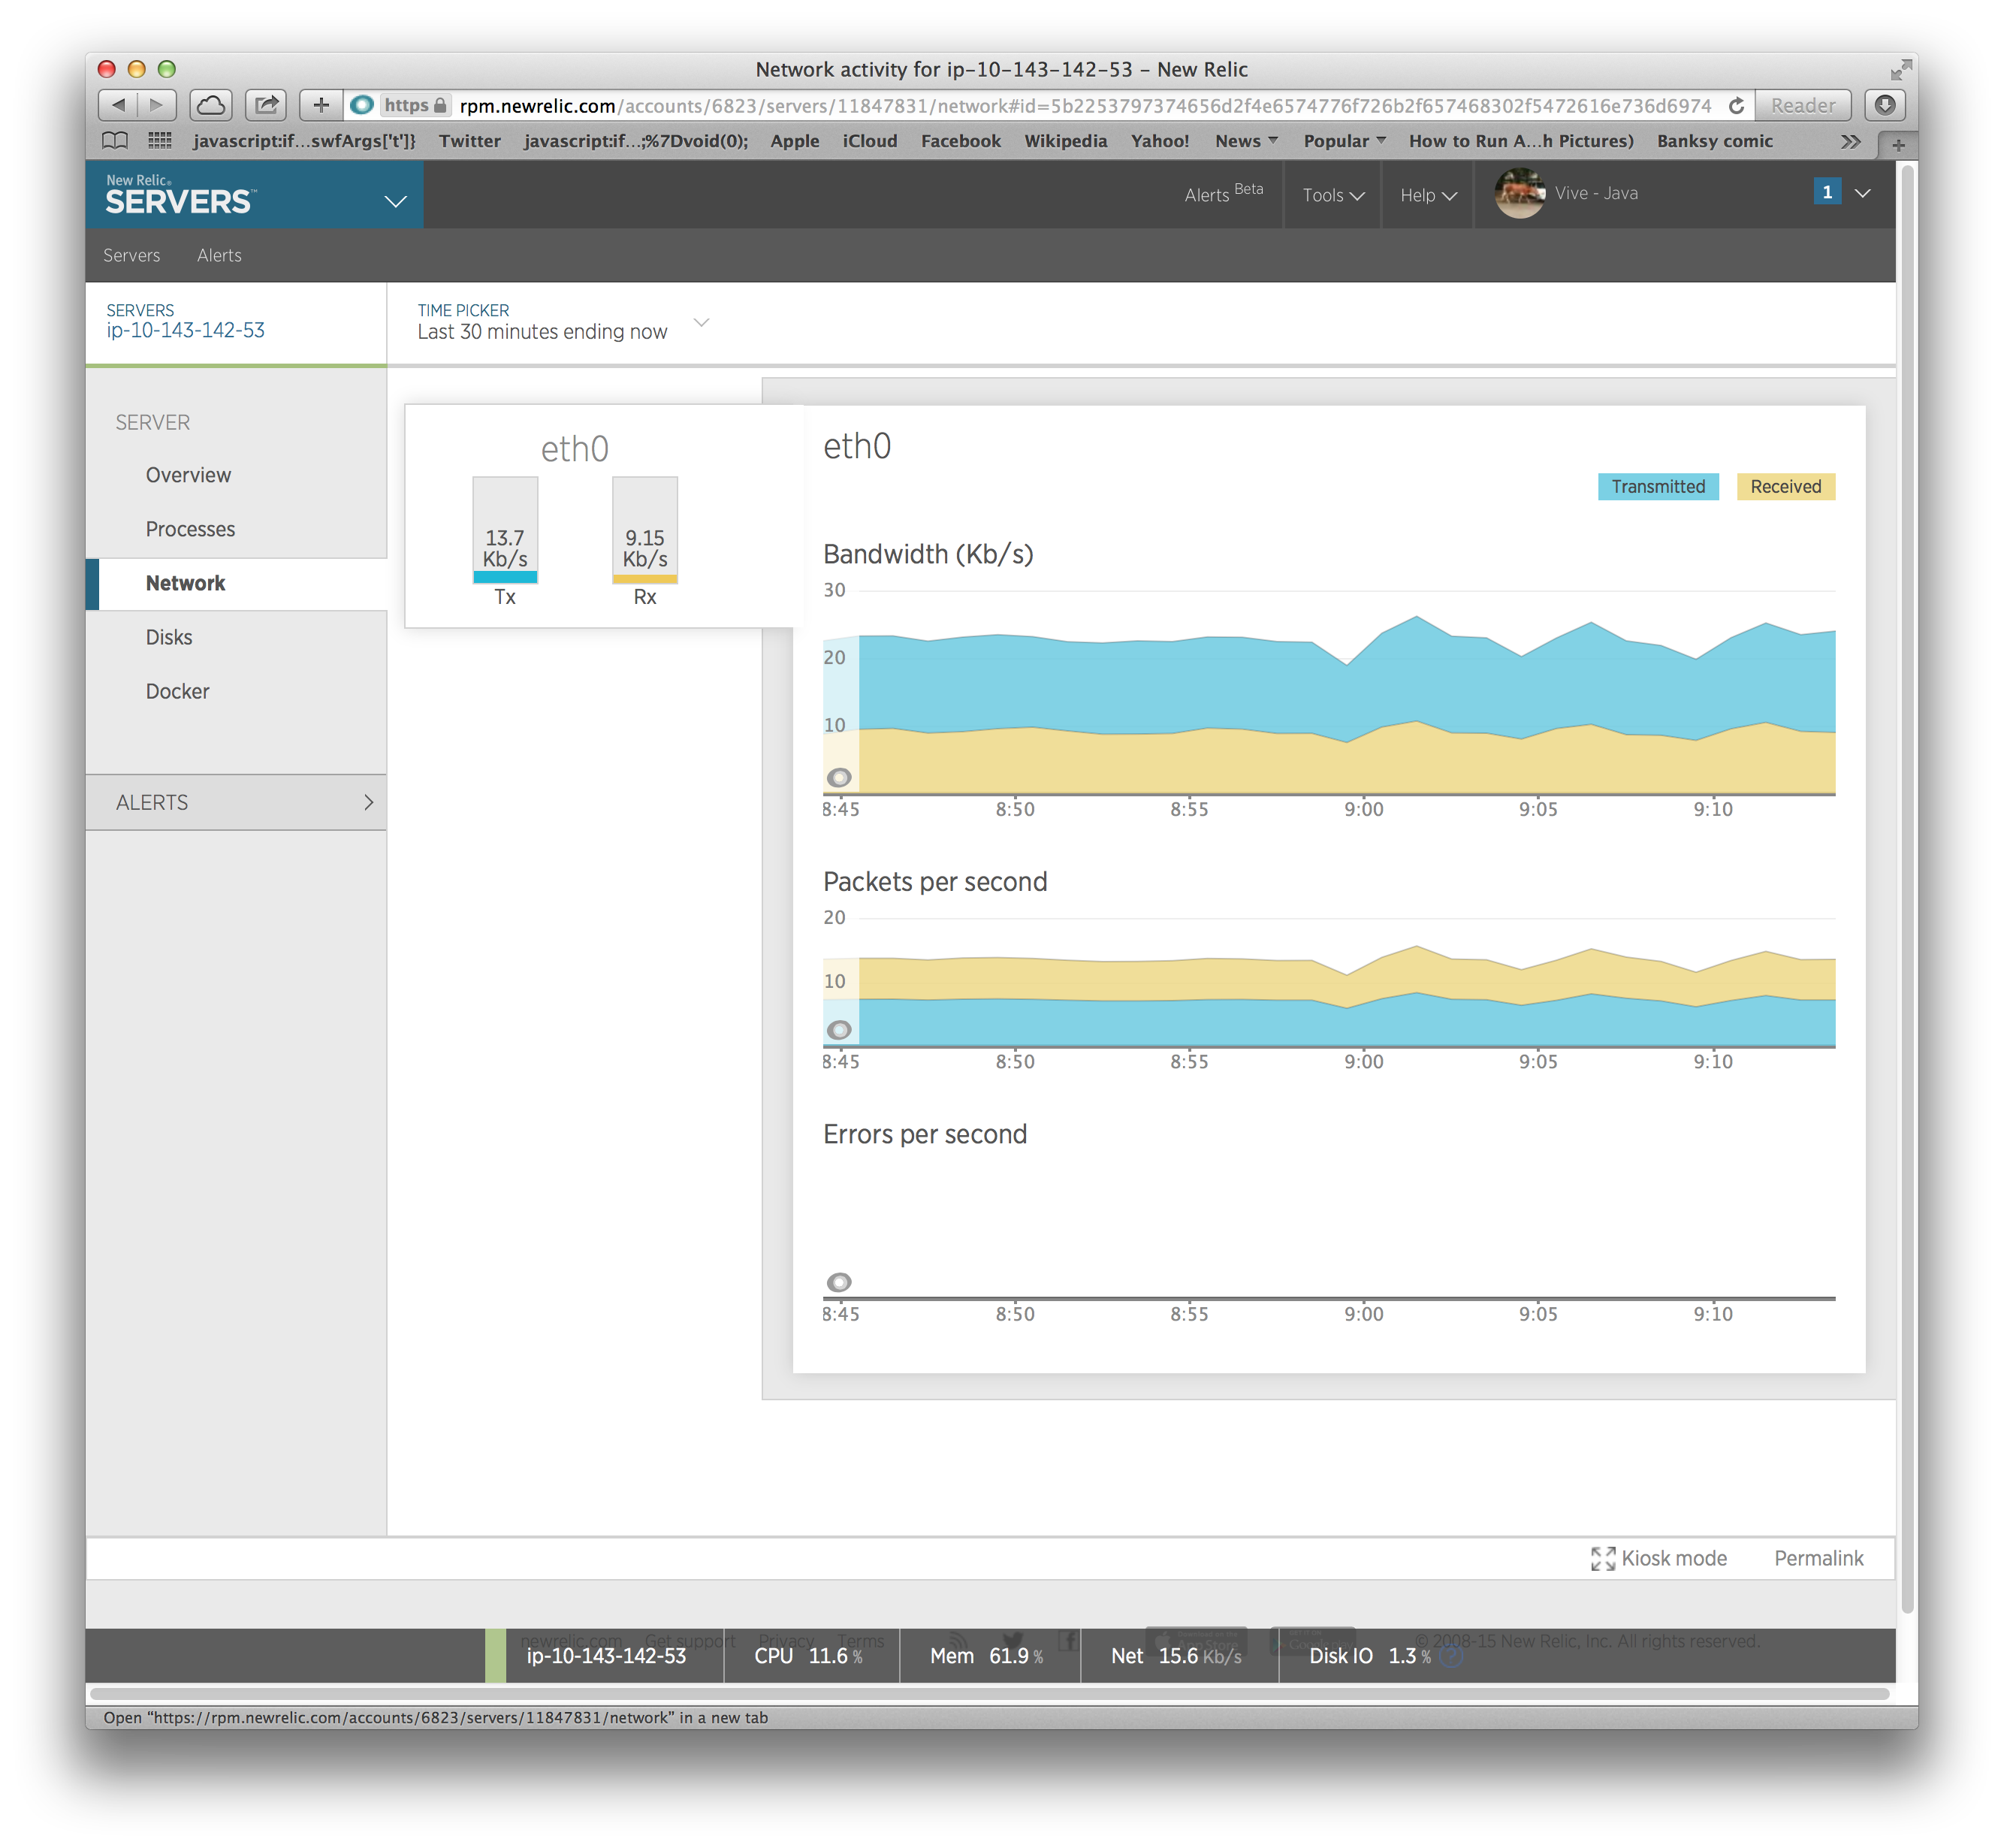 Network activity for ip-10-143-142-53 – New Relic
https rpm.newrelic.com/accounts/6823/servers/11847831/network#id=5b2253797374656d2f4e6574776f726b2f657468302f5472616e736d6974 Reader
javascript:if...swfArgs['t']} Twitter javascript:if...;%7Dvoid(0); Apple iCloud Facebook Wikipedia Yahoo! News Popular How to Run A...h Pictures) Banksy comic
New Relic®
SERVERS™
Alerts Beta Tools Help Vive - Java 1
Servers Alerts
SERVERS
ip-10-143-142-53
TIME PICKER
Last 30 minutes ending now
SERVER
Overview
Processes
Network
Disks
Docker
ALERTS
eth0
13.7
Kb/s
9.15
Kb/s
Tx Rx
eth0
Transmitted Received
Bandwidth (Kb/s)
30
20
10
8:45 8:50 8:55 9:00 9:05 9:10
Packets per second
20
10
8:45 8:50 8:55 9:00 9:05 9:10
Errors per second
8:45 8:50 8:55 9:00 9:05 9:10
Kiosk mode Permalink
newrelic.com Get support Privacy Terms App Store © 2008-15 New Relic, Inc. All rights reserved.
ip-10-143-142-53 CPU 11.6 % Mem 61.9 % Net 15.6 Kb/s Disk IO 1.3 % ?
Open "https://rpm.newrelic.com/accounts/6823/servers/11847831/network" in a new tab